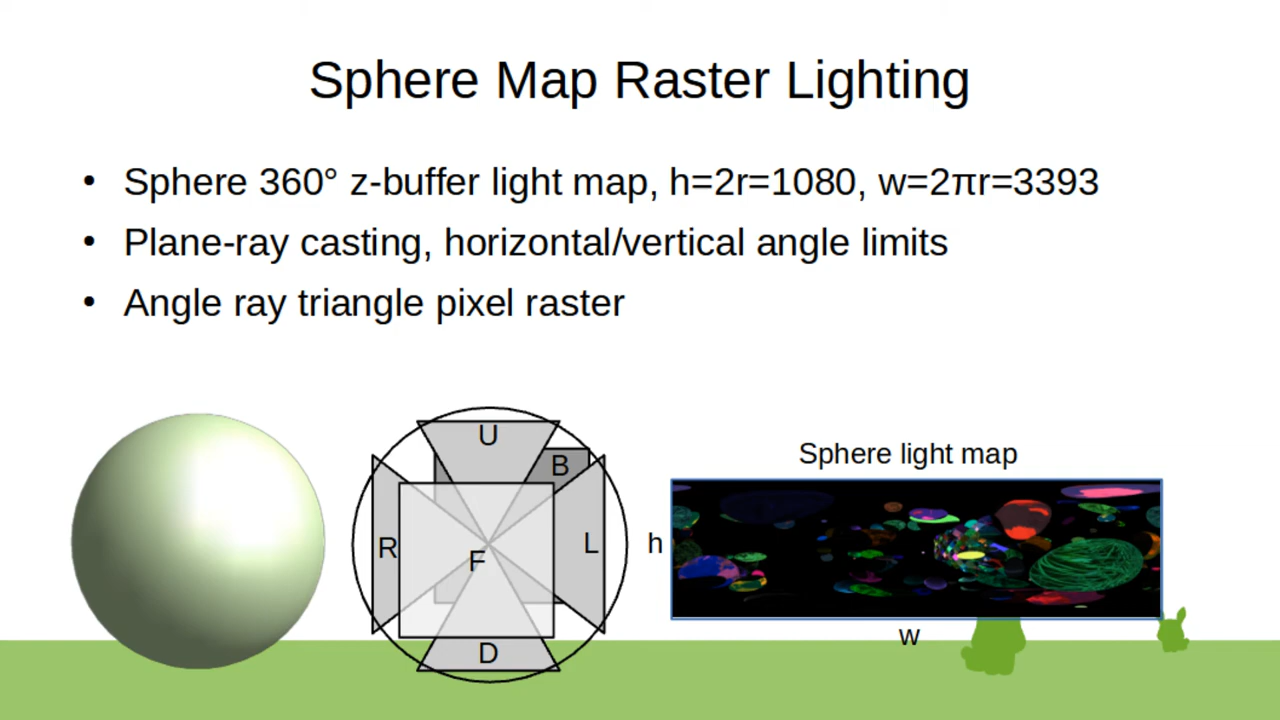 Sphere Map Raster Lighting
• Sphere 360° z-buffer light map, h=2r=1080, w=2πr=3393
• Plane-ray casting, horizontal/vertical angle limits
• Angle ray triangle pixel raster
U
B
R
F
L
D
Sphere light map
h
w